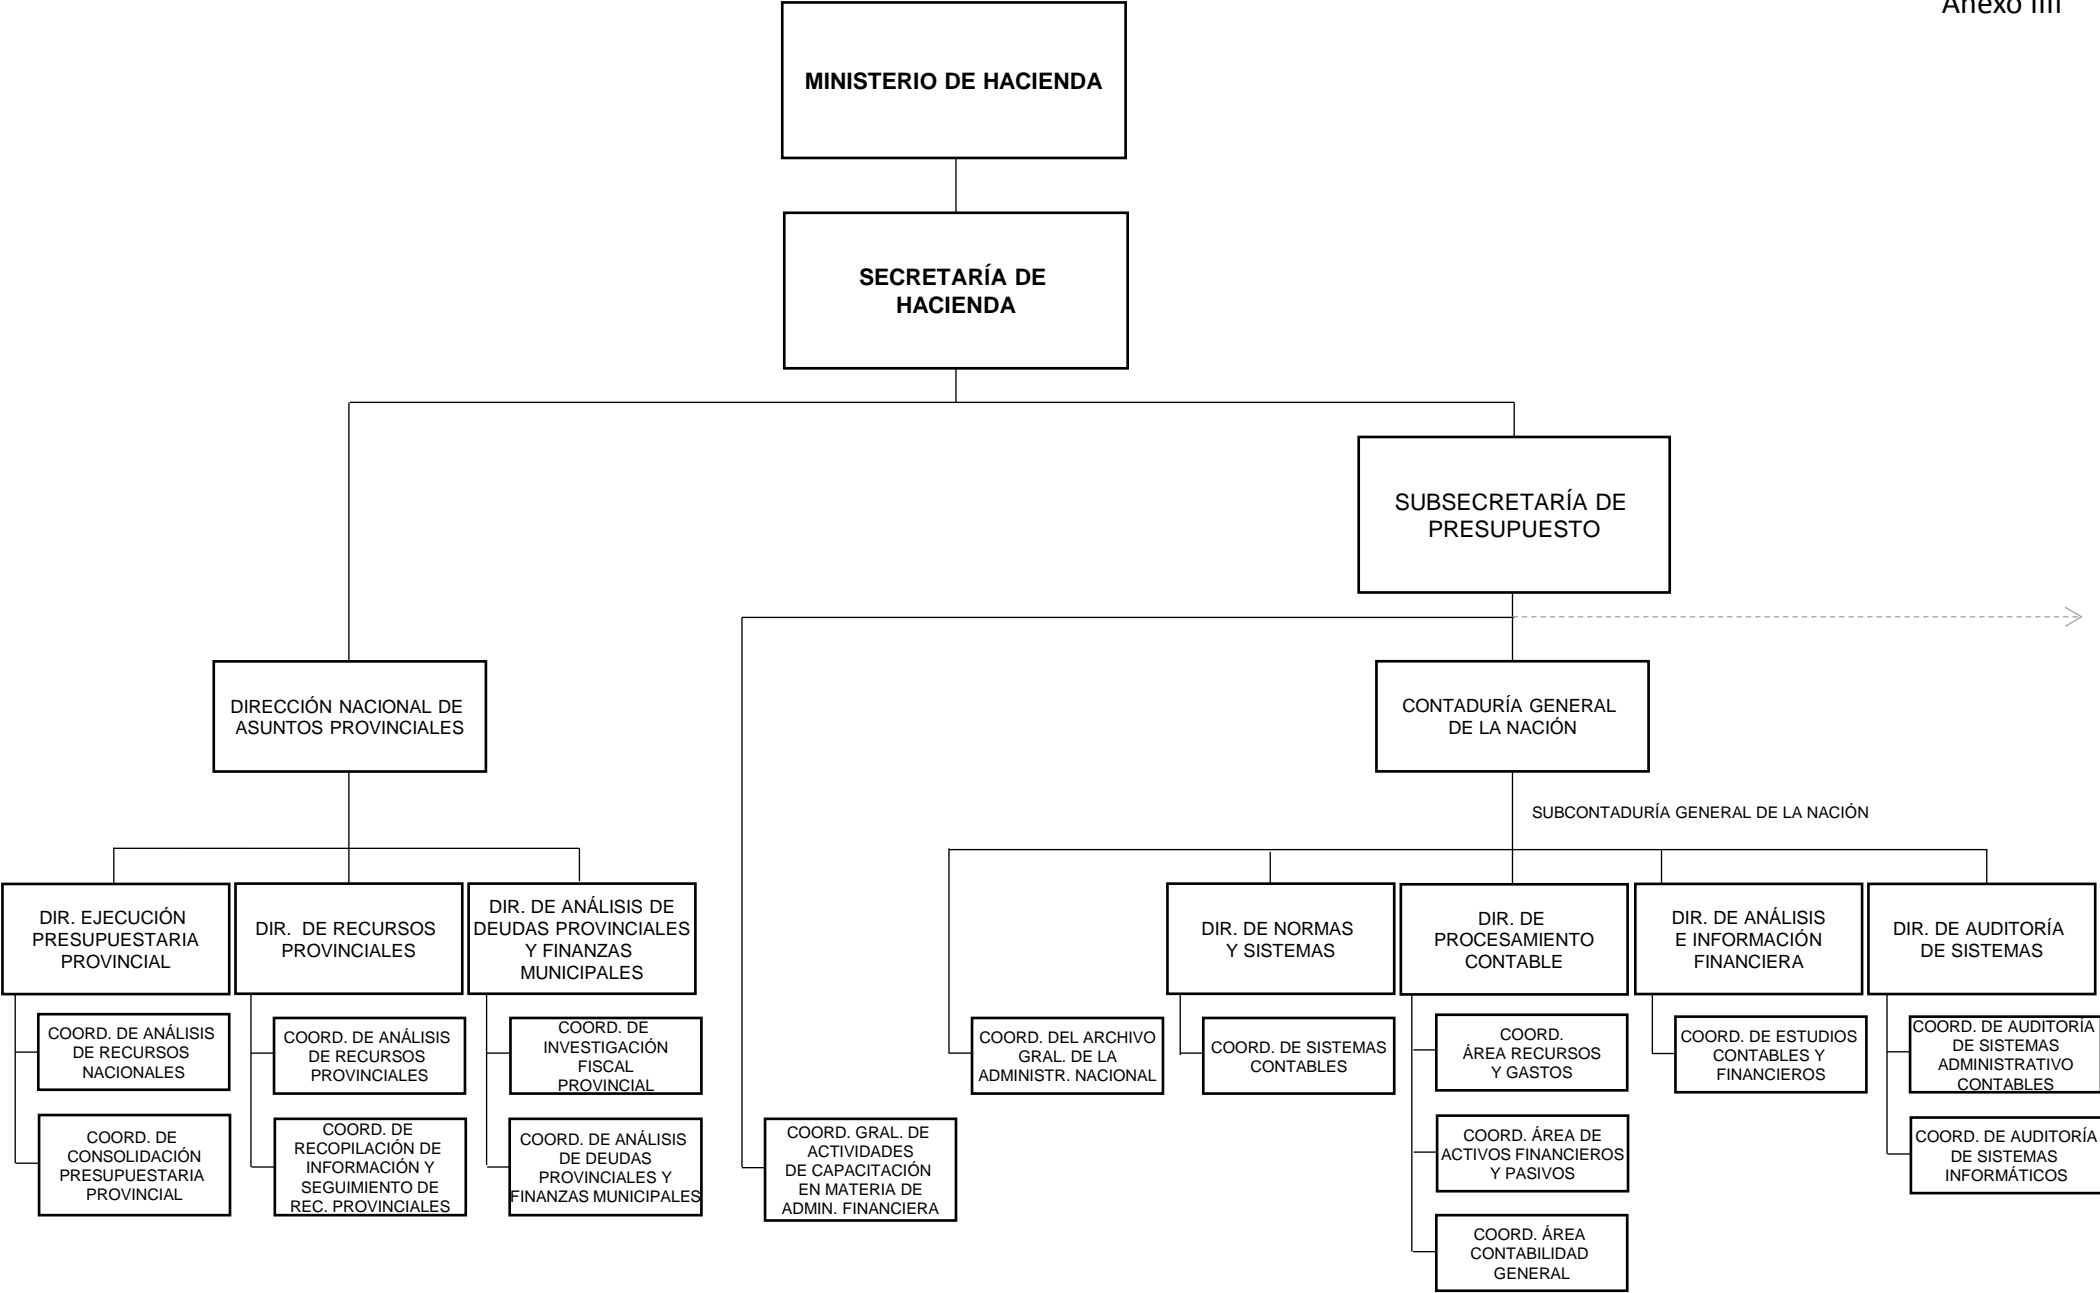 Anexo IIII
MINISTERIO DE HACIENDA
SECRETARÍA DE
HACIENDA
SUBSECRETARÍA DE
PRESUPUESTO
DIRECCIÓN NACIONAL DE
ASUNTOS PROVINCIALES
CONTADURÍA GENERAL
DE LA NACIÓN
SUBCONTADURÍA GENERAL DE LA NACIÓN
DIR. EJECUCIÓN
PRESUPUESTARIA
PROVINCIAL
DIR. DE RECURSOS
PROVINCIALES
DIR. DE ANÁLISIS DE
DEUDAS PROVINCIALES
Y FINANZAS
MUNICIPALES
DIR. DE NORMAS
Y SISTEMAS
DIR. DE
PROCESAMIENTO
CONTABLE
DIR. DE ANÁLISIS
E INFORMACIÓN
FINANCIERA
DIR. DE AUDITORÍA
DE SISTEMAS
COORD. DE ANÁLISIS
DE RECURSOS
NACIONALES
COORD. DE ANÁLISIS
DE RECURSOS
PROVINCIALES
COORD. DE
INVESTIGACIÓN
FISCAL
PROVINCIAL
COORD. DEL ARCHIVO
GRAL. DE LA
ADMINISTR. NACIONAL
COORD. DE SISTEMAS
CONTABLES
COORD.
ÁREA RECURSOS
Y GASTOS
COORD. DE ESTUDIOS
CONTABLES Y
FINANCIEROS
COORD. DE AUDITORÍA
DE SISTEMAS
ADMINISTRATIVO
CONTABLES
COORD. DE
CONSOLIDACIÓN
PRESUPUESTARIA
PROVINCIAL
COORD. DE
RECOPILACIÓN DE
INFORMACIÓN Y
SEGUIMIENTO DE
REC. PROVINCIALES
COORD. DE ANÁLISIS
DE DEUDAS
PROVINCIALES Y
FINANZAS MUNICIPALES
COORD. GRAL. DE
ACTIVIDADES
DE CAPACITACIÓN
EN MATERIA DE
ADMIN. FINANCIERA
COORD. ÁREA DE
ACTIVOS FINANCIEROS
Y PASIVOS
COORD. DE AUDITORÍA
DE SISTEMAS
INFORMÁTICOS
COORD. ÁREA
CONTABILIDAD
GENERAL